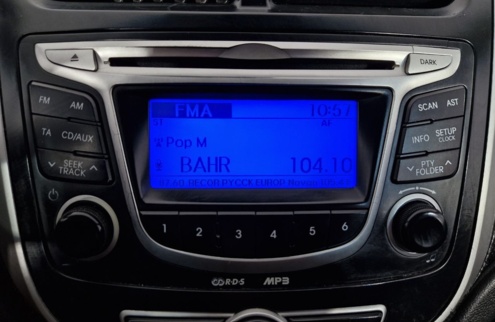 DARK
FM AM
SCAN AST
FMA 10:57
ST AF
TA CD/AUX
INFO SETUP
CLOCK
Pop M
SEEK
TRACK
BAHR 104.10
PTY
FOLDER
1 2 3 4 5 6
R·D·S MP3